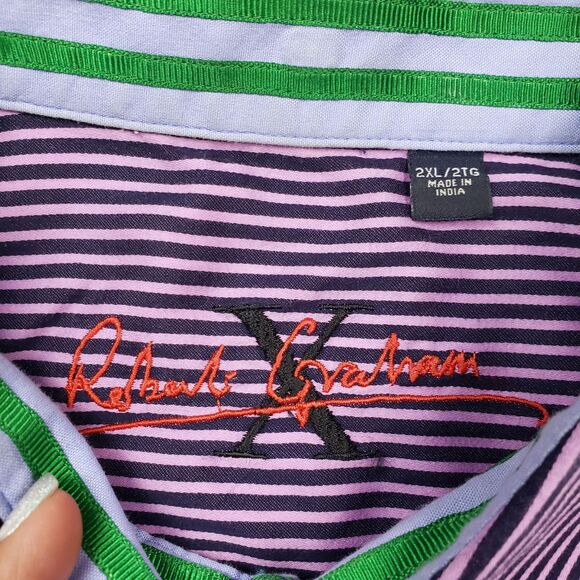 2XL/2TG
MADE IN
INDIA
X
Robert Graham